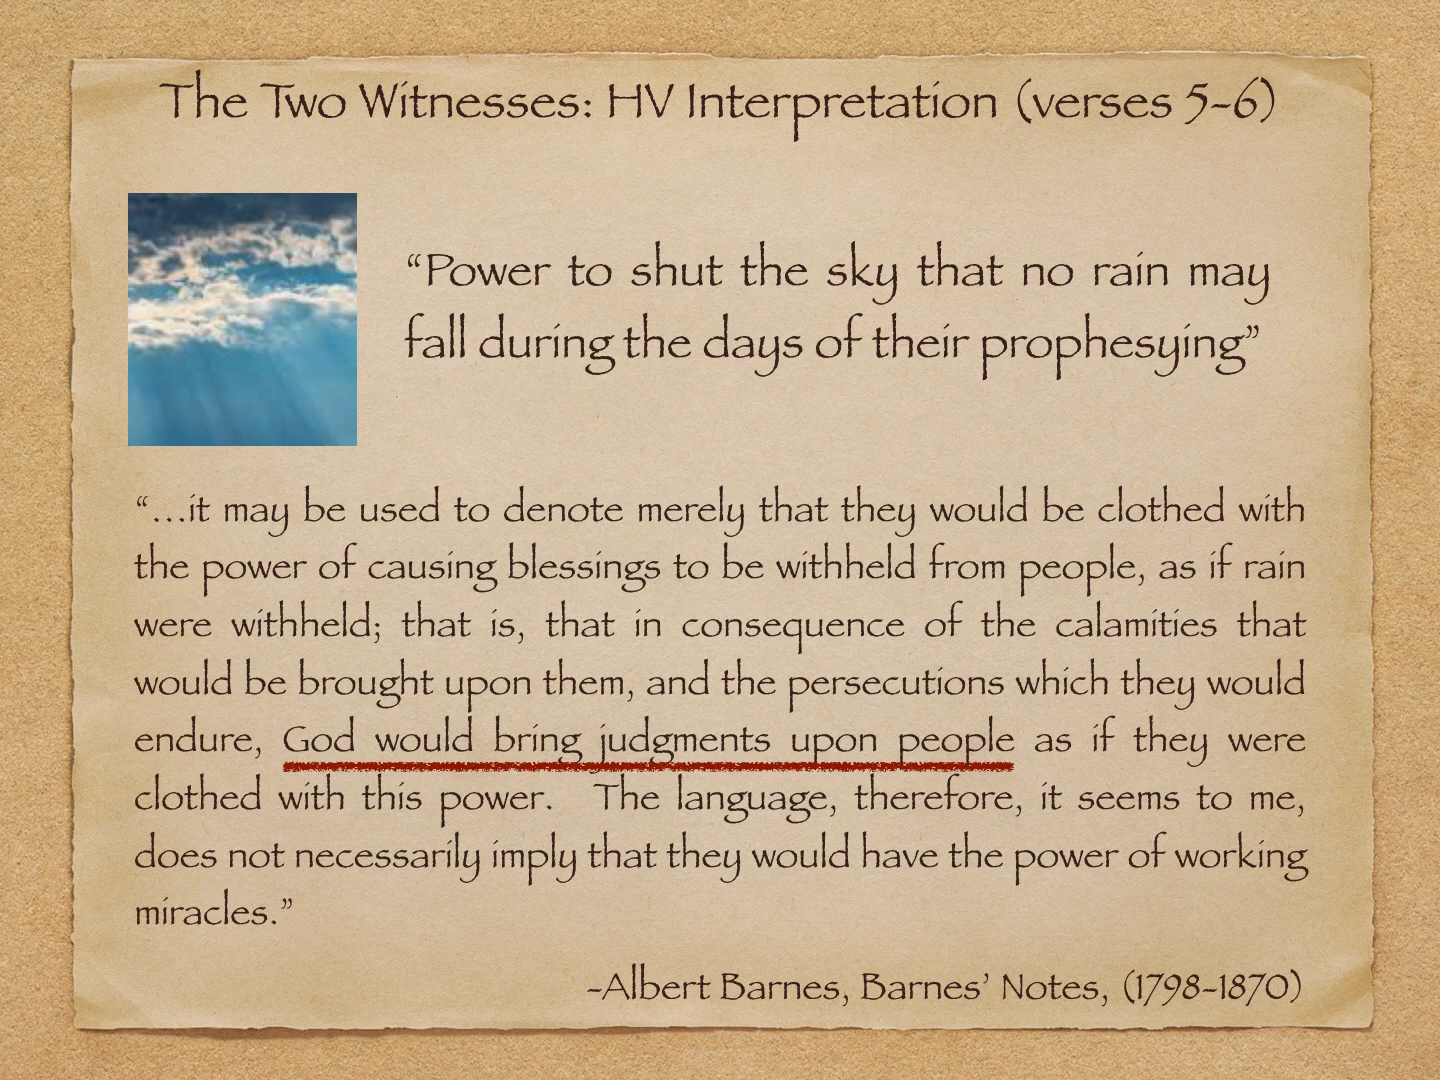 The Two Witnesses: HV Interpretation (verses 5-6)
“Power to shut the sky that no rain may
fall during the days of their prophesying”
“…it may be used to denote merely that they would be clothed with
the power of causing blessings to be withheld from people, as if rain
were withheld; that is, that in consequence of the calamities that
would be brought upon them, and the persecutions which they would
endure, God would bring judgments upon people as if they were
clothed with this power. The language, therefore, it seems to me,
does not necessarily imply that they would have the power of working
miracles.”
-Albert Barnes, Barnes’ Notes, (1798-1870)